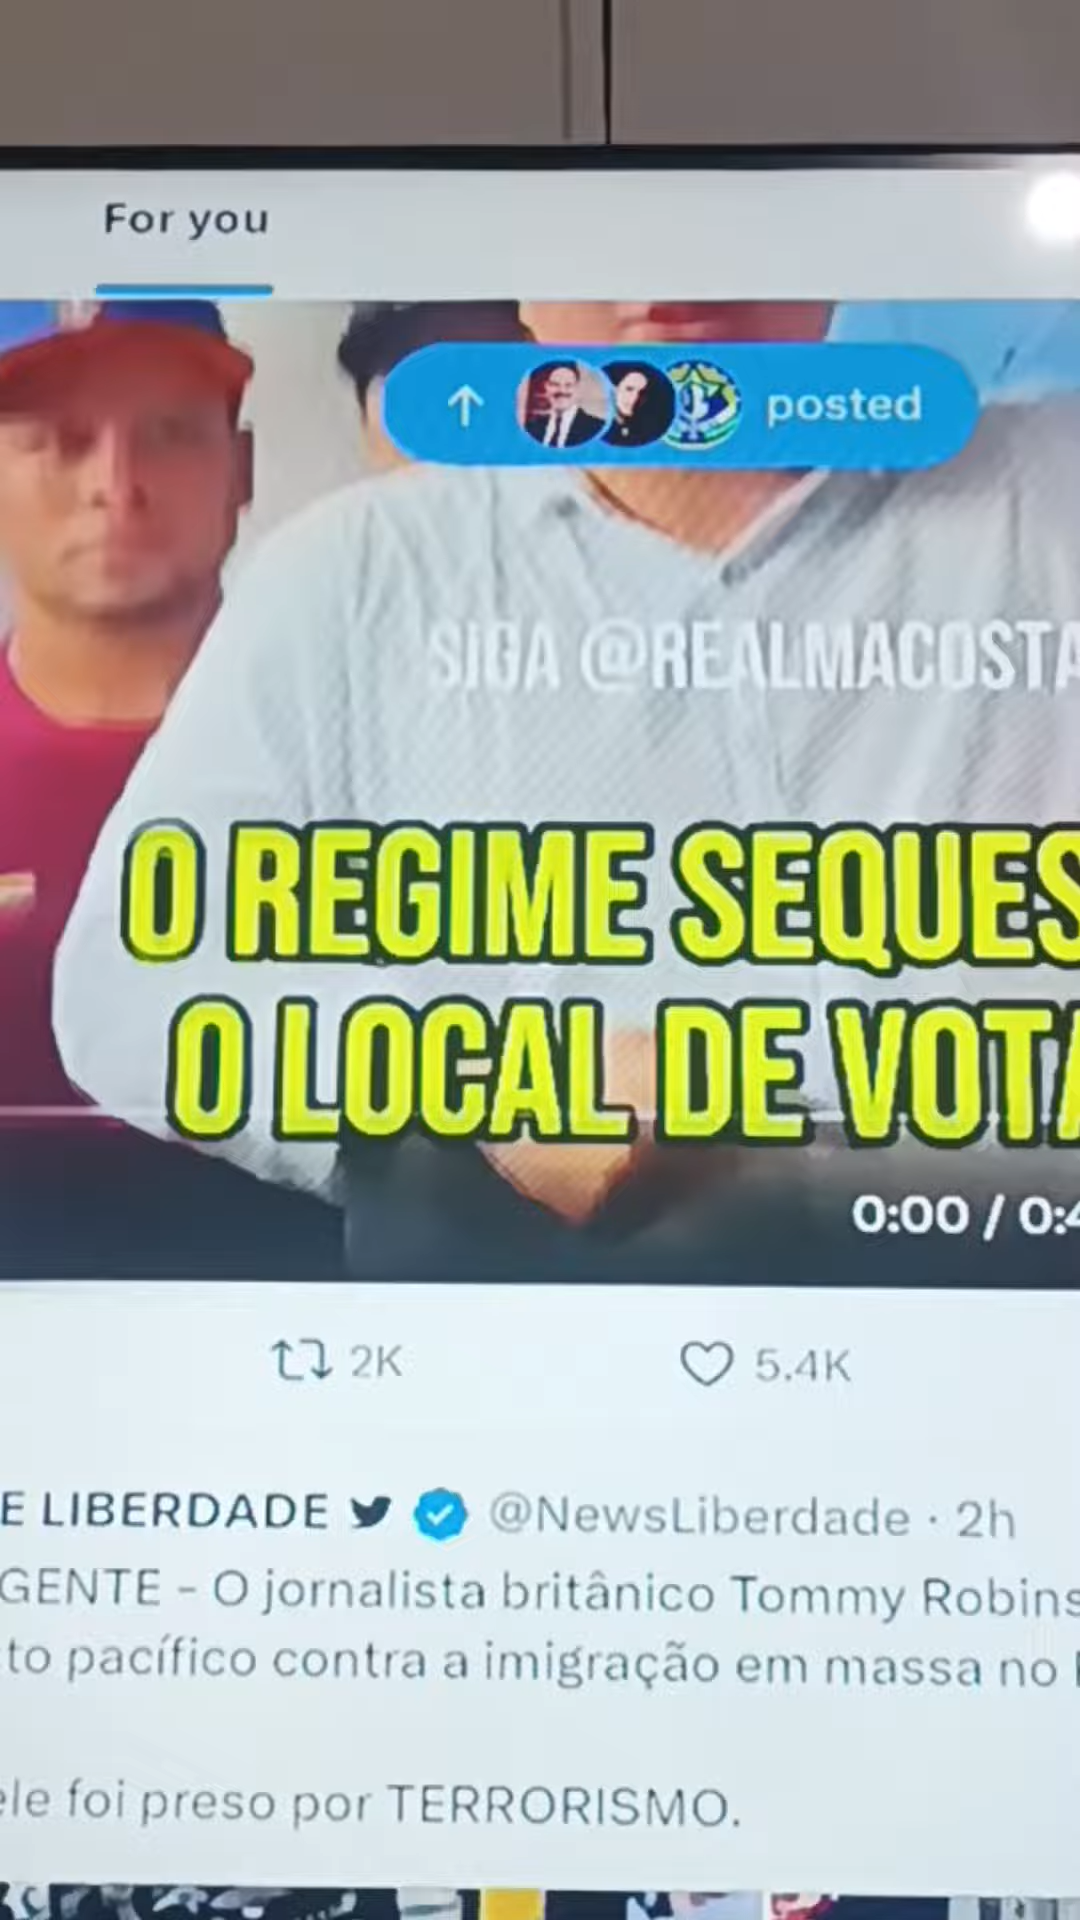 For you
posted
SIGA @REALMACOSTA
O REGIME SEQUES
O LOCAL DE VOTA
0:00 / 0:4
2K
5.4K
E LIBERDADE @NewsLiberdade · 2h
GENTE - O jornalista britânico Tommy Robins
to pacífico contra a imigração em massa no
ele foi preso por TERRORISMO.